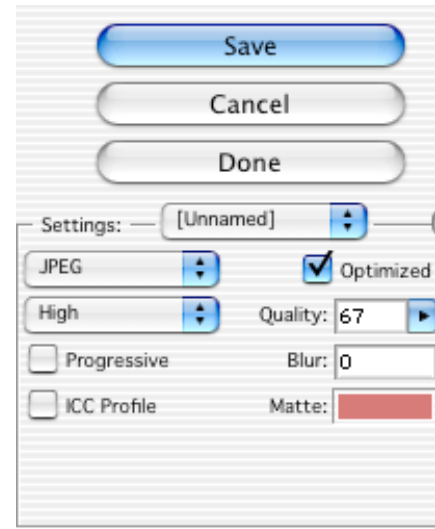 Save
Cancel
Done
Settings: [Unnamed]
JPEG Optimized
High Quality: 67
Progressive Blur: 0
ICC Profile Matte: